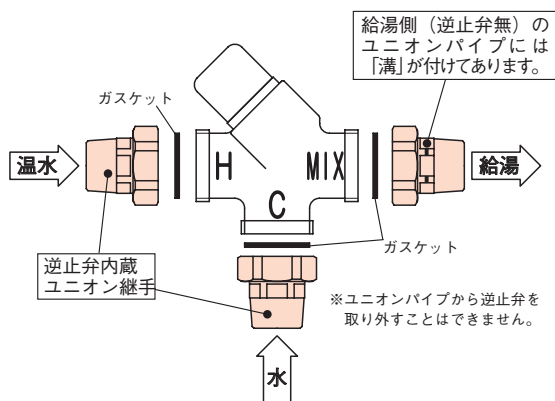 給湯側（逆止弁無）の
ユニオンパイプには
「溝」が付けてあります。
ガスケット
温水
H
MIX
給湯
C
ガスケット
逆止弁内蔵
ユニオン継手
※ユニオンパイプから逆止弁を
取り外すことはできません。
水